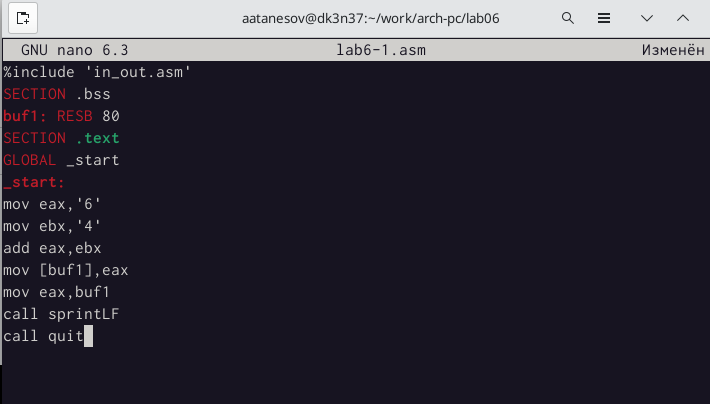 aatanesov@dk3n37:~/work/arch-pc/lab06
GNU nano 6.3 lab6-1.asm Изменён
%include 'in_out.asm'
SECTION .bss
buf1: RESB 80
SECTION .text
GLOBAL _start
_start:
mov eax,'6'
mov ebx,'4'
add eax,ebx
mov [buf1],eax
mov eax,buf1
call sprintLF
call quit